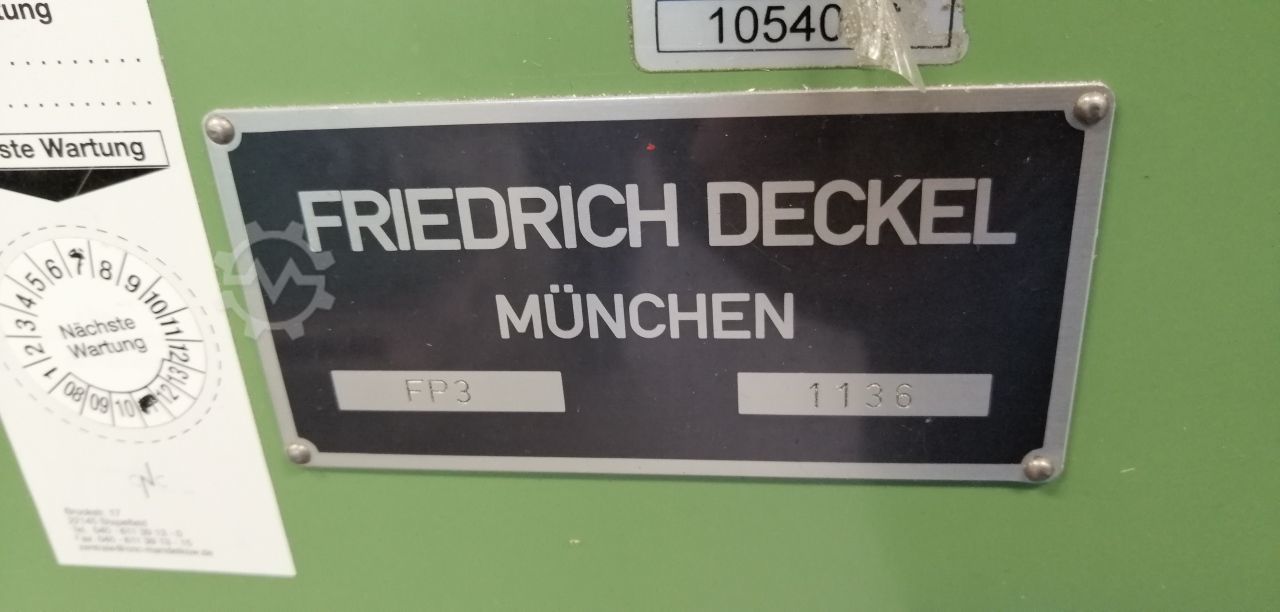 tung
ste Wartung
1 2 3 4 5 6 7 8 9 10 11 12
Nächste
Wartung
08 09 10 12 13
10540
FRIEDRICH DECKEL
MÜNCHEN
FP3
1136